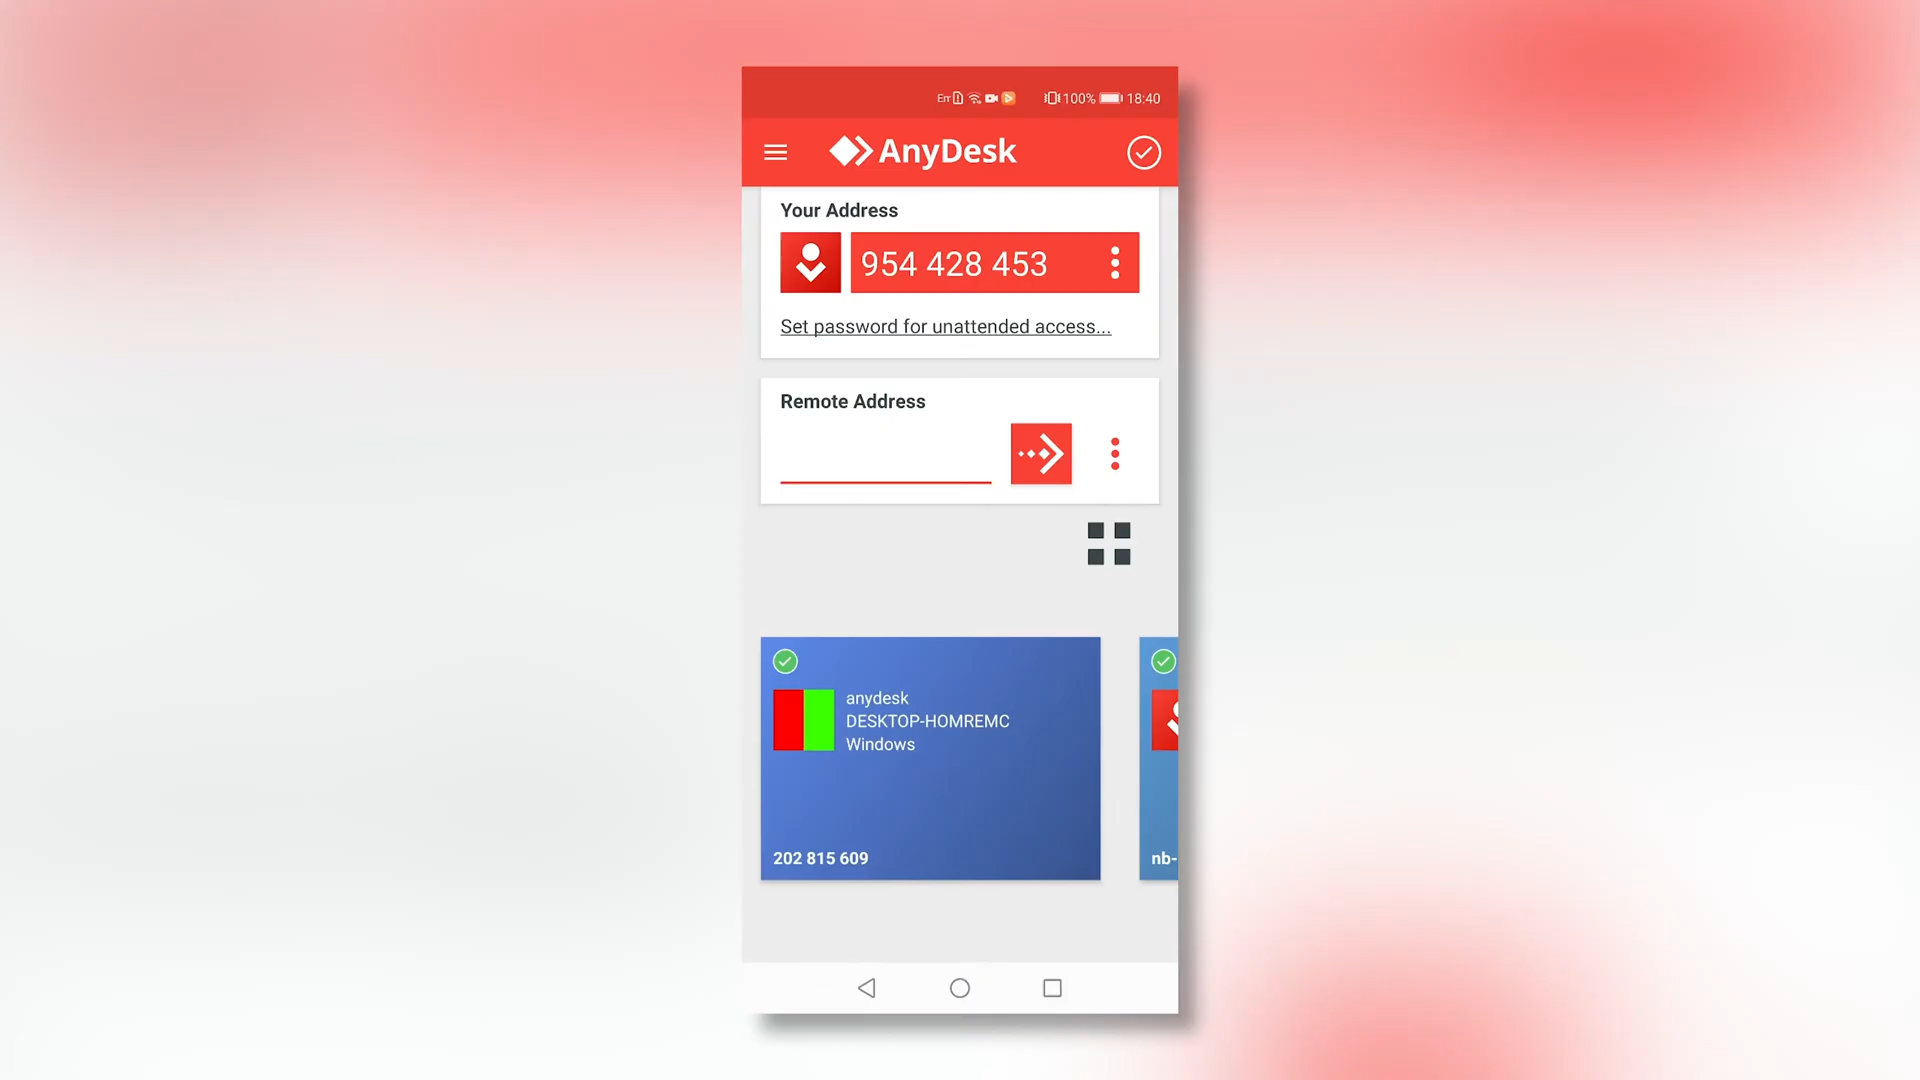 Err 100% 18:40
AnyDesk
Your Address
954 428 453
Set password for unattended access...
Remote Address
anydesk
DESKTOP-HOMREMC
Windows
202 815 609
nb-